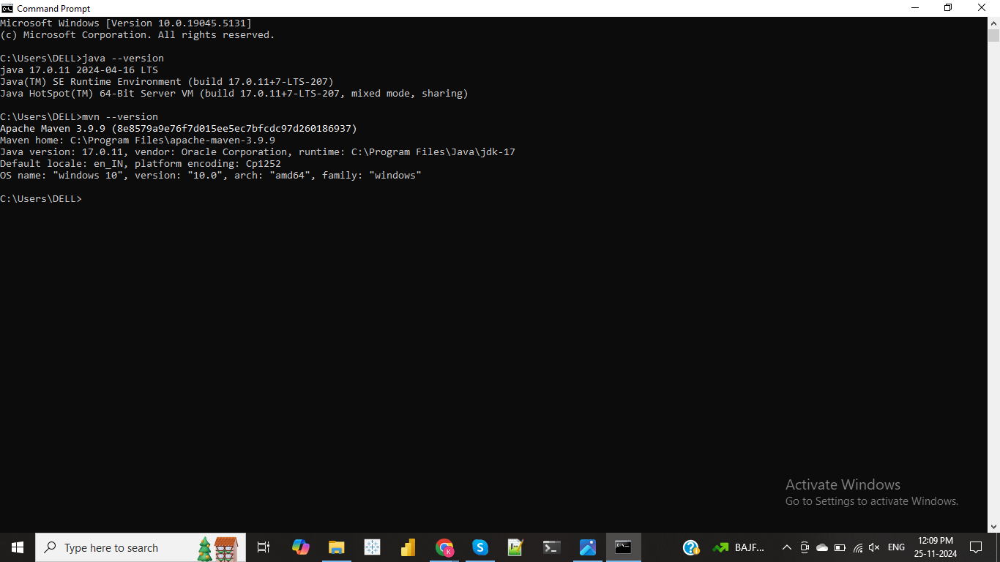 Command Prompt
Microsoft Windows [Version 10.0.19045.5131]
(c) Microsoft Corporation. All rights reserved.
C:\Users\DELL>java --version
java 17.0.11 2024-04-16 LTS
Java(TM) SE Runtime Environment (build 17.0.11+7-LTS-207)
Java HotSpot(TM) 64-Bit Server VM (build 17.0.11+7-LTS-207, mixed mode, sharing)
C:\Users\DELL>mvn --version
Apache Maven 3.9.9 (8e8579a9e76f7d015ee5ec7bfcdc97d260186937)
Maven home: C:\Program Files\apache-maven-3.9.9
Java version: 17.0.11, vendor: Oracle Corporation, runtime: C:\Program Files\Java\jdk-17
Default locale: en_IN, platform encoding: Cp1252
OS name: "windows 10", version: "10.0", arch: "amd64", family: "windows"
C:\Users\DELL>
Activate Windows
Go to Settings to activate Windows.
Type here to search
BAJF...
ENG
12:09 PM
25-11-2024